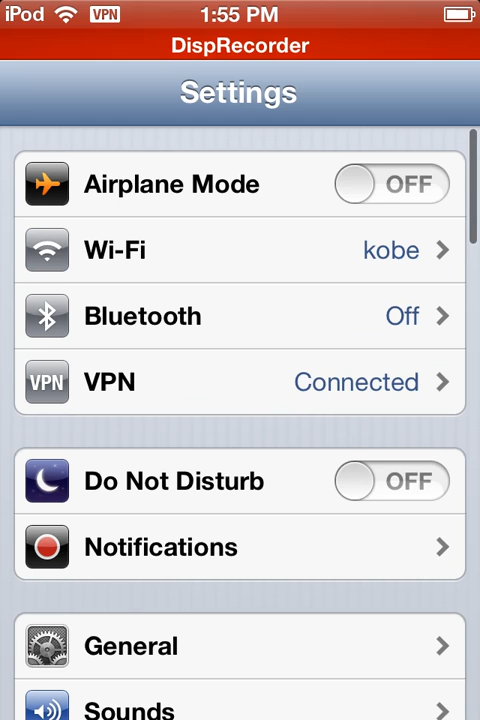 iPod VPN 1:55 PM
DispRecorder
Settings
Airplane Mode OFF
Wi-Fi kobe
Bluetooth Off
VPN VPN Connected
Do Not Disturb OFF
Notifications
General
Sounds